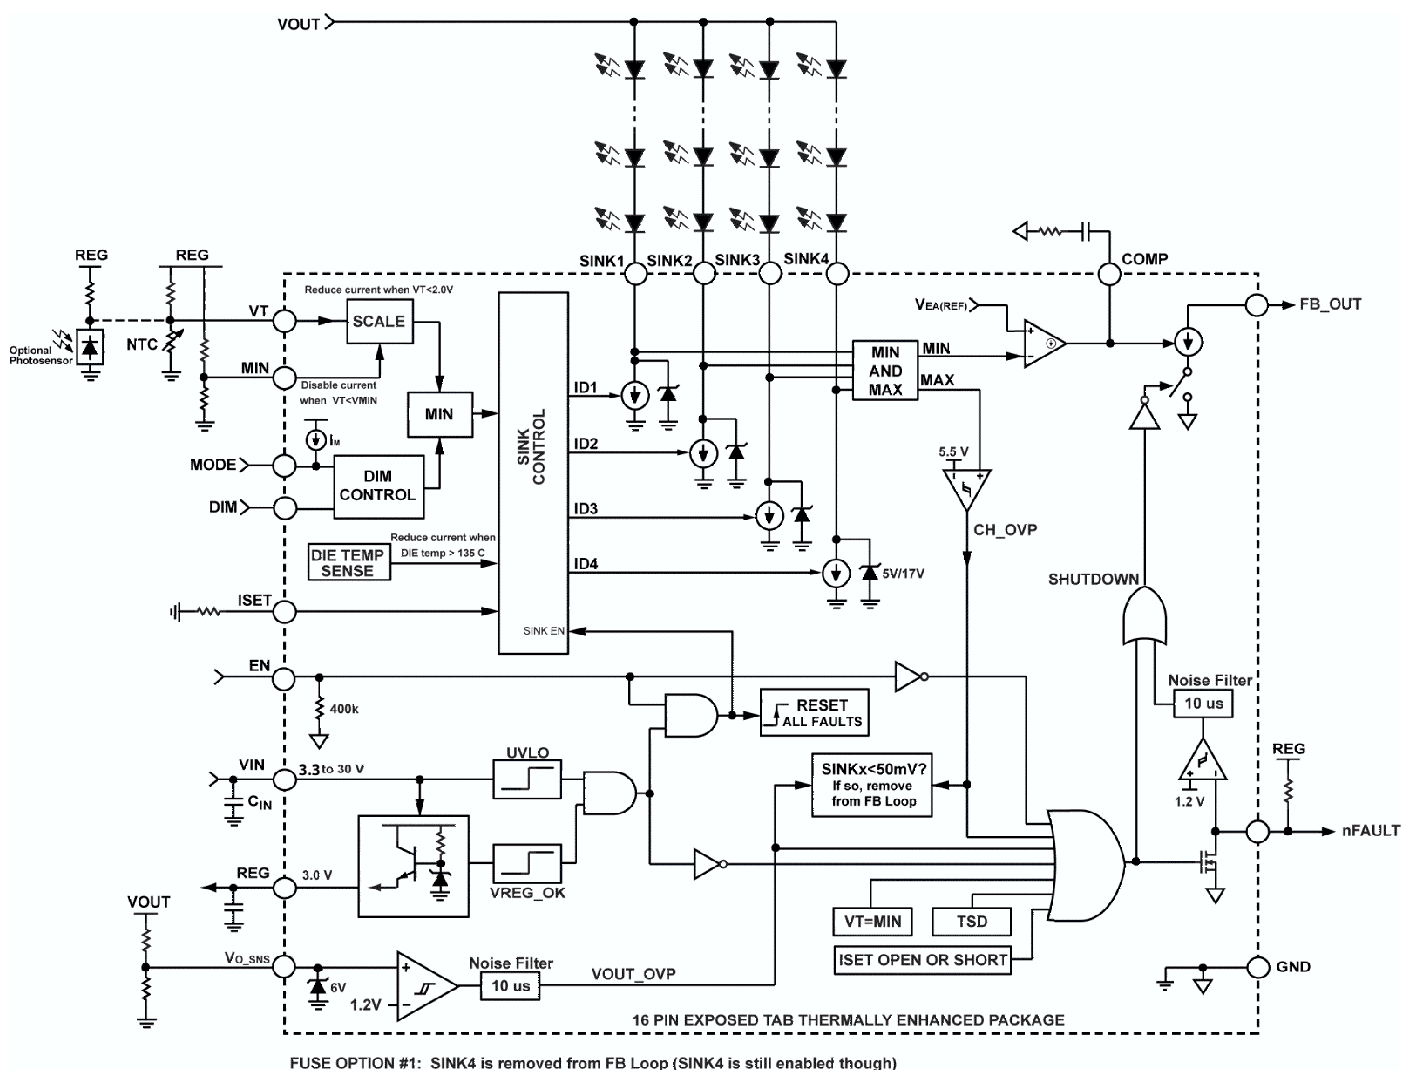 VOUT
SINK1
SINK2
SINK3
SINK4
COMP
REG
REG
Reduce current when VT<2.0V
VT
SCALE
VEA(REF)
FB_OUT
Optional
Photosensor
NTC
MIN
Disable current
when VT<VMIN
MIN
AND
MAX
MIN
MAX
ID1
MIN
IM
MODE
DIM
CONTROL
DIM
SINK
CONTROL
ID2
5.5 V
ID3
CH_OVP
Reduce current when
DIE temp > 135 C
DIE TEMP
SENSE
ID4
5V/17V
SHUTDOWN
ISET
SINK EN
EN
400k
RESET
ALL FAULTS
Noise Filter
10 us
UVLO
VIN
3.3 to 30 V
CIN
SINKx<50mV?
If so, remove
from FB Loop
REG
1.2 V
nFAULT
REG
3.0 V
VREG_OK
VOUT
VT=MIN
TSD
ISET OPEN OR SHORT
VO_SNS
6V
1.2V
Noise Filter
10 us
VOUT_OVP
GND
16 PIN EXPOSED TAB THERMALLY ENHANCED PACKAGE
FUSE OPTION #1: SINK4 is removed from FB Loop (SINK4 is still enabled though)